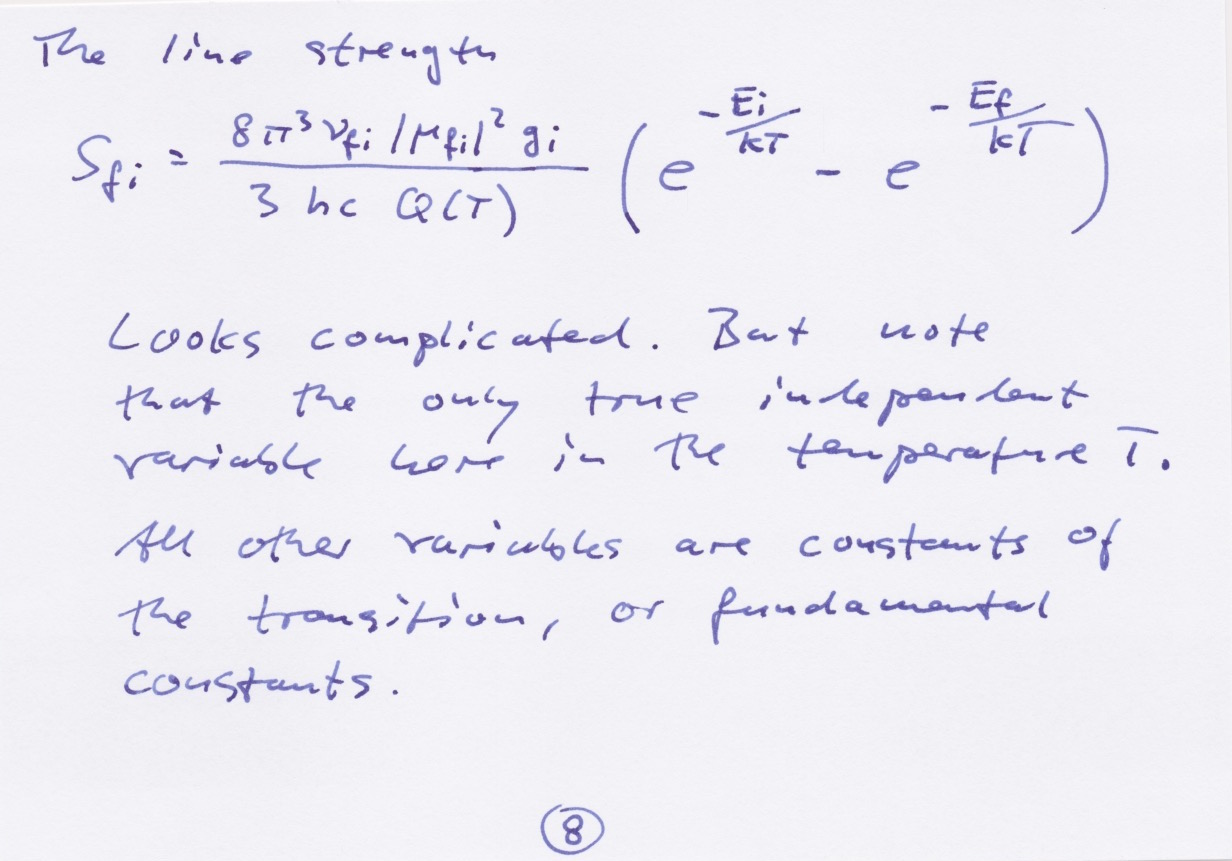 The line strength
S_fi = 8π³ν_fi |μ_fi|² g_i / 3 hc Q(T) ( e^(-E_i/kT) - e^(-E_f/kT) )
Looks complicated. But note
that the only true independent
variable here in the temperature T.
All other variables are constants of
the transition, or fundamental
constants.
8